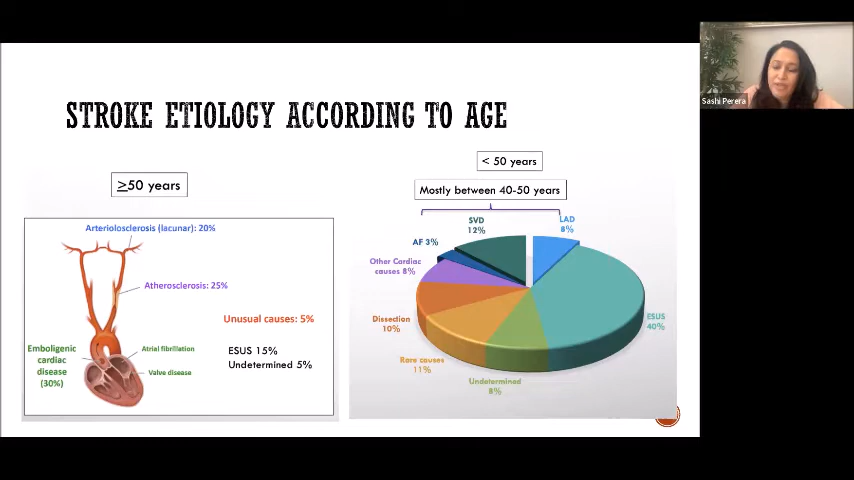 Sashi Perera
STROKE ETIOLOGY ACCORDING TO AGE
≥50 years
Arteriolosclerosis (lacunar): 20%
Atherosclerosis: 25%
Unusual causes: 5%
Emboligenic
cardiac
disease
(30%)
Atrial fibrillation
Valve disease
ESUS 15%
Undetermined 5%
< 50 years
Mostly between 40-50 years
SVD
12%
LAD
8%
AF 3%
Other Cardiac
causes 8%
ESUS
40%
Dissection
10%
Rare causes
11%
Undetermined
8%